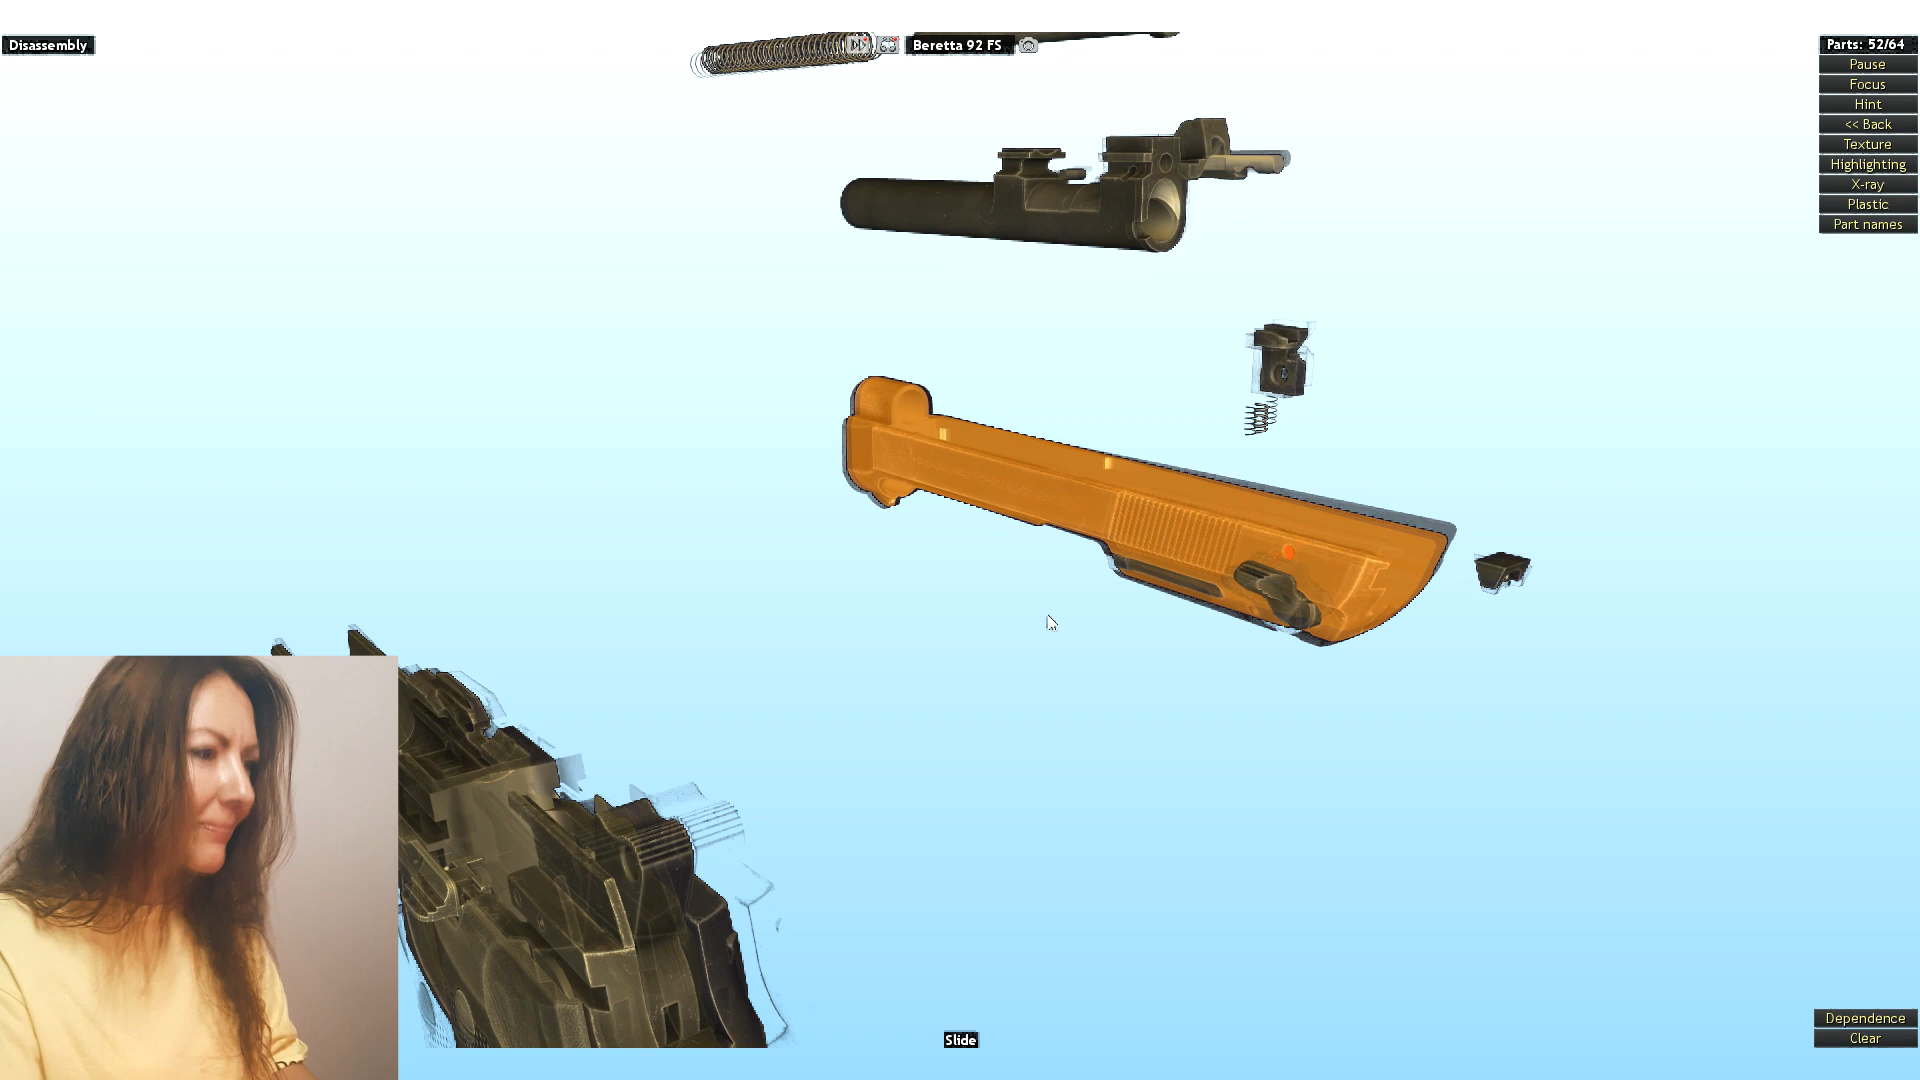 Disassembly
Beretta 92 FS
Parts: 52/64
Pause
Focus
Hint
<< Back
Texture
Highlighting
X-ray
Plastic
Part names
Slide
Dependence
Clear